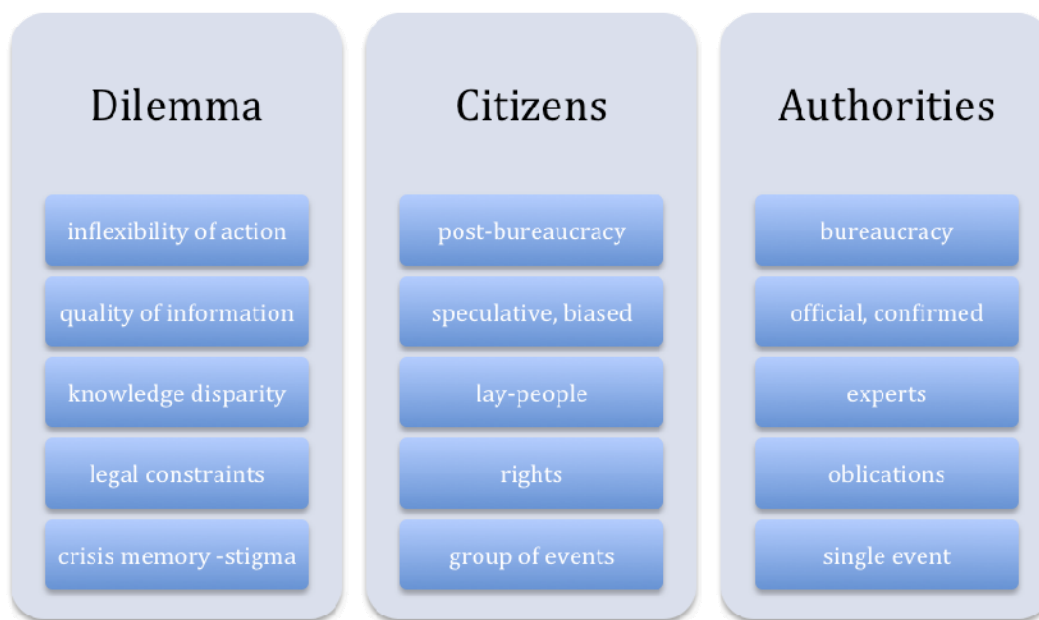 Dilemma
Citizens
Authorities
inflexibility of action
post-bureaucracy
bureaucracy
quality of information
speculative, biased
official, confirmed
knowledge disparity
lay-people
experts
legal constraints
rights
oblications
crisis memory -stigma
group of events
single event